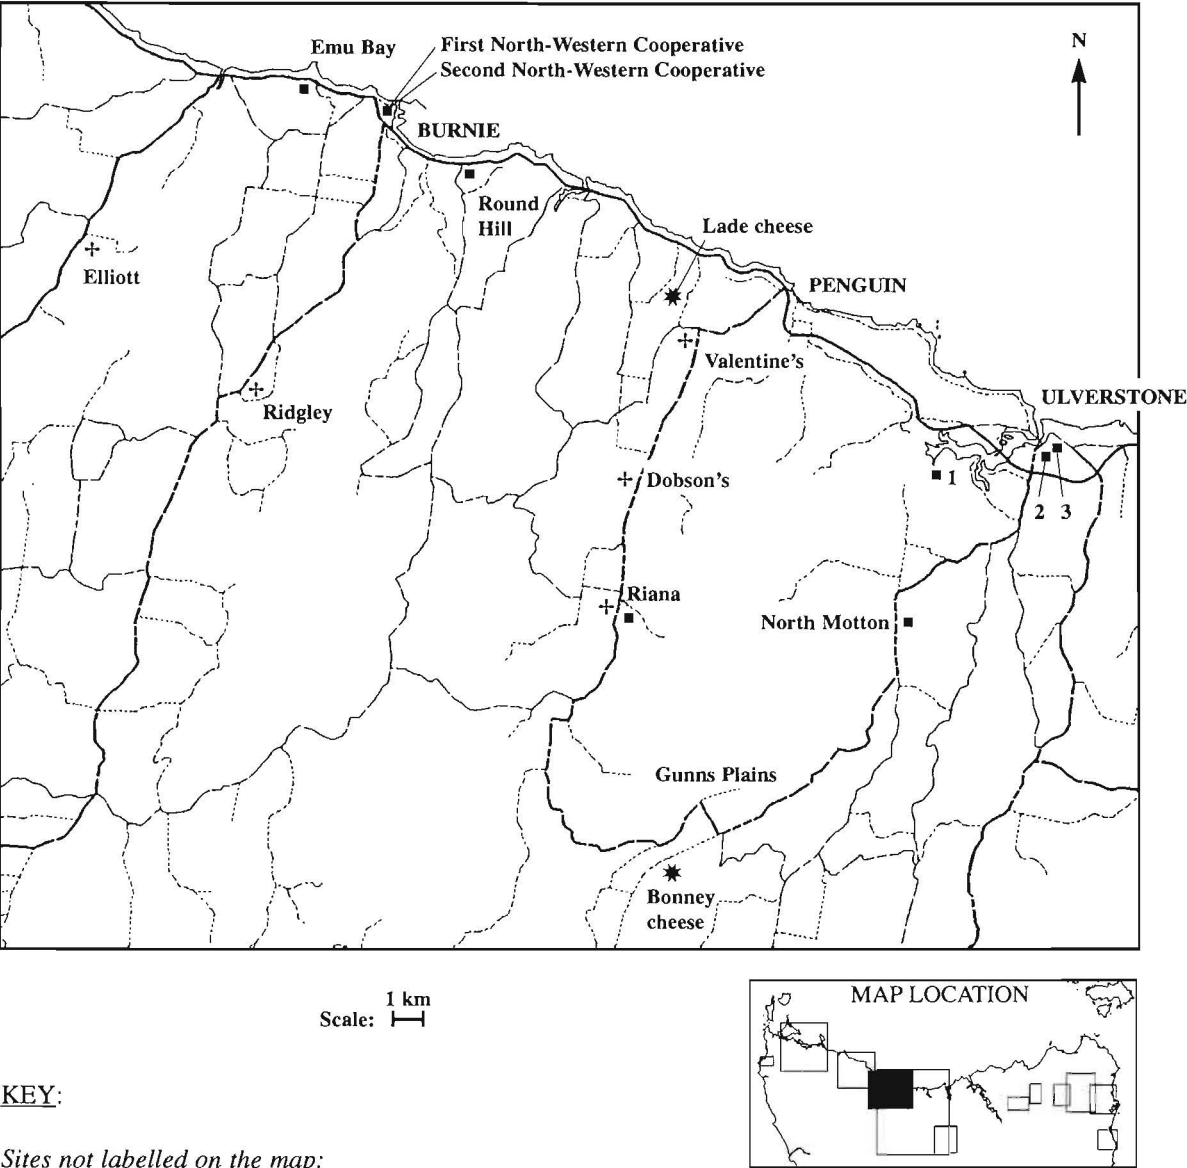 Emu Bay
First North-Western Cooperative
Second North-Western Cooperative
N
BURNIE
Round
Hill
Lade cheese
Elliott
PENGUIN
Valentine's
ULVERSTONE
Ridgley
Dobson's
1
2 3
Riana
North Motton
Gunns Plains
Bonney
cheese
1 km
Scale:
MAP LOCATION
KEY:
Sites not labelled on the map: